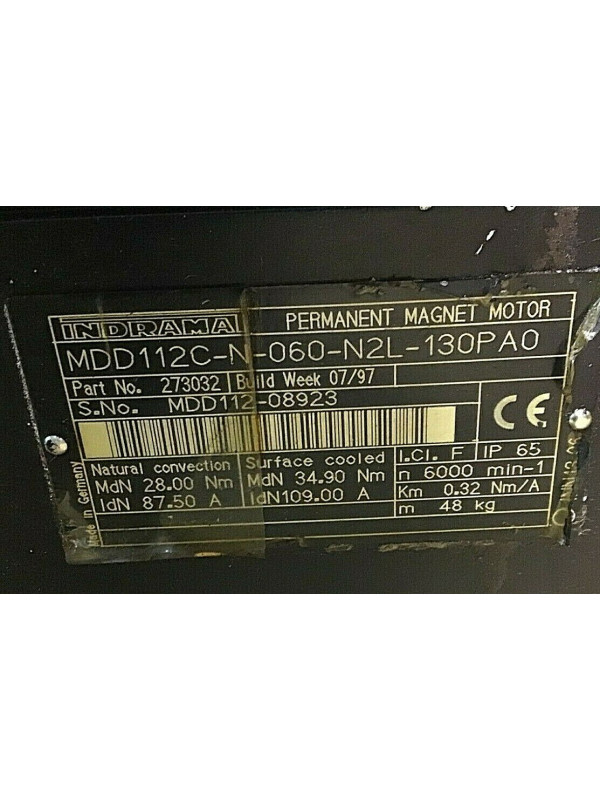 INDRAMAT PERMANENT MAGNET MOTOR
MDD112C-N-060-N2L-130PA0
Part No. 273032 Build Week 07/97
S.No. MDD112-08923
CE
Natural convection Surface cooled I.Cl. F IP 65
MdN 28.00 Nm MdN 34.90 Nm n 6000 min-1
IdN 87.50 A IdN109.00 A Km 0.32 Nm/A
m 48 kg
Made in Germany